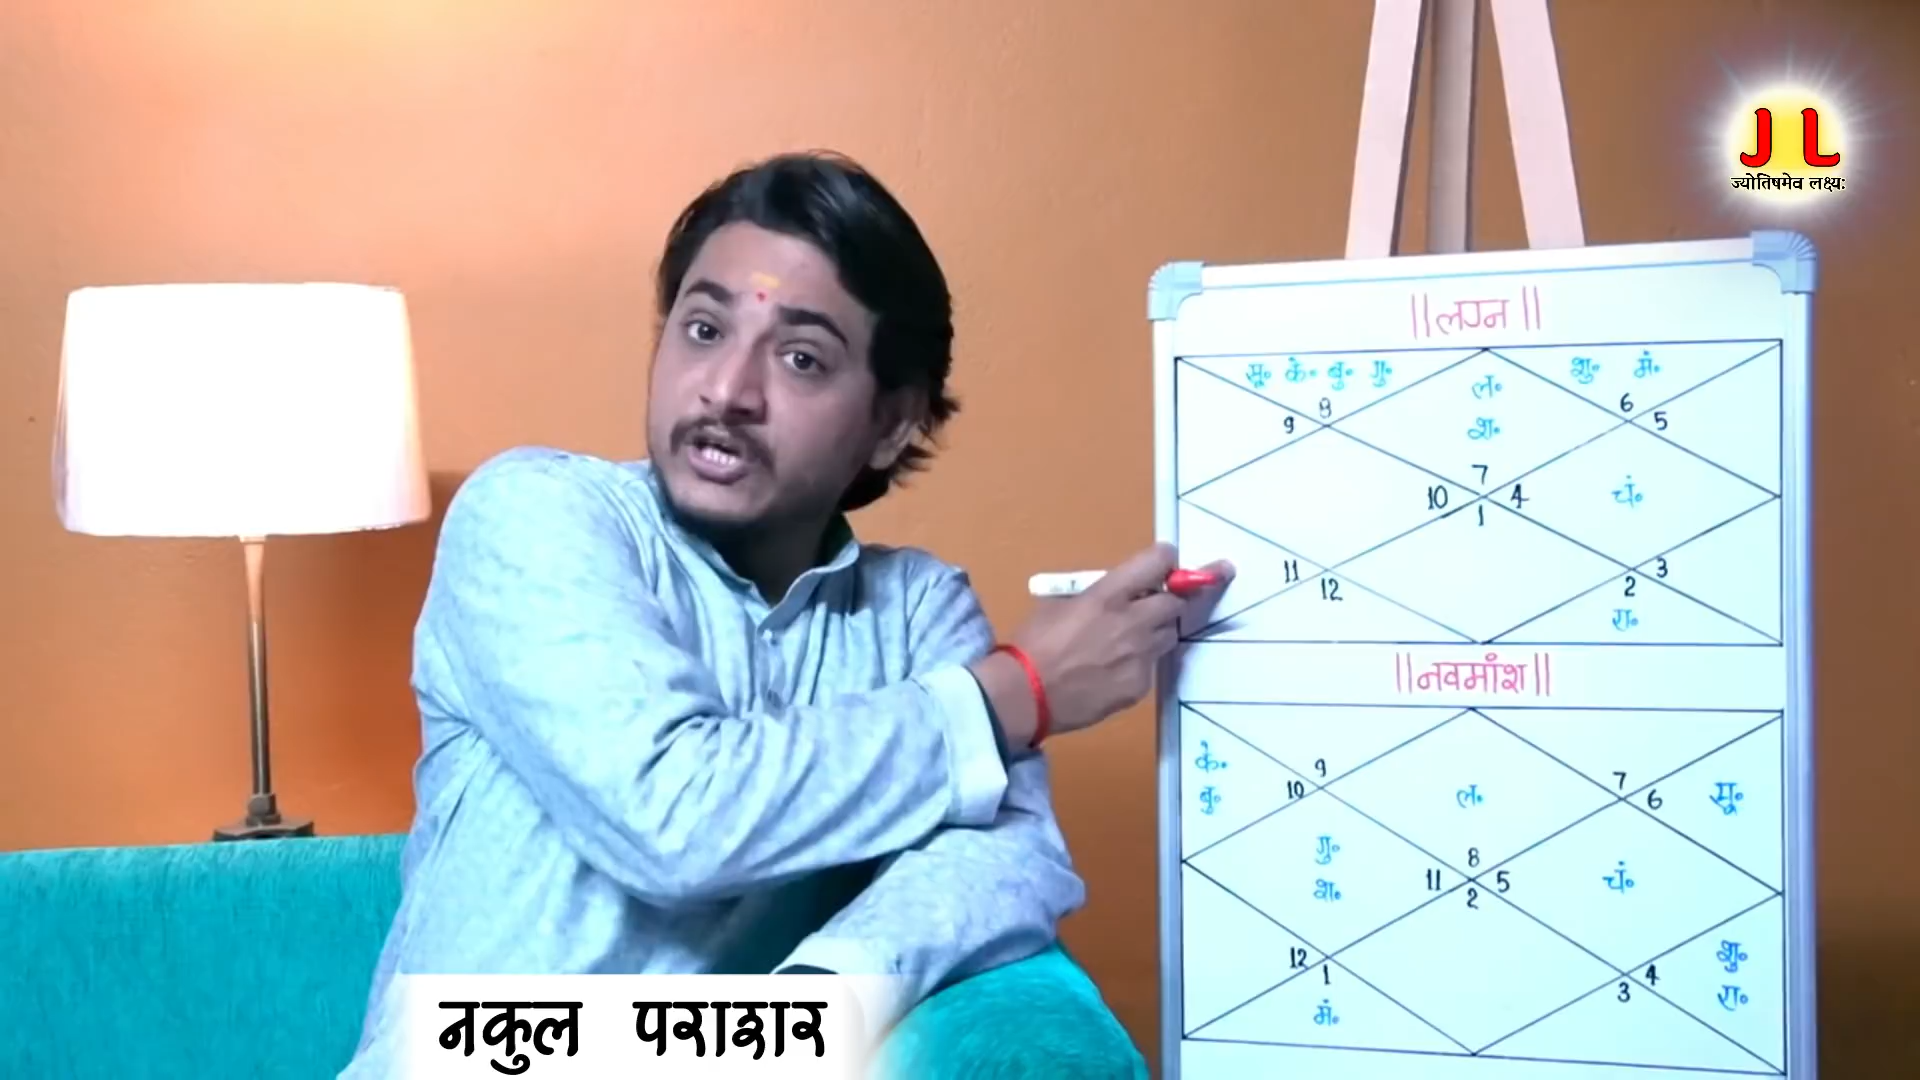 J L
ज्योतिषमेव लक्ष्य:
||लग्न||
सू॰ के॰ बु॰ गु॰
ल॰
शु॰ मं॰
8
6
9
श॰
5
7
10
4
चं॰
1
11
12
3
2
रा॰
||नवमांश||
के॰
9
7
बु॰
10
ल॰
6
सू॰
गु॰
8
श॰
11
5
चं॰
2
12
4
शु॰
1
3
रा॰
मं॰
नकुल पराशर